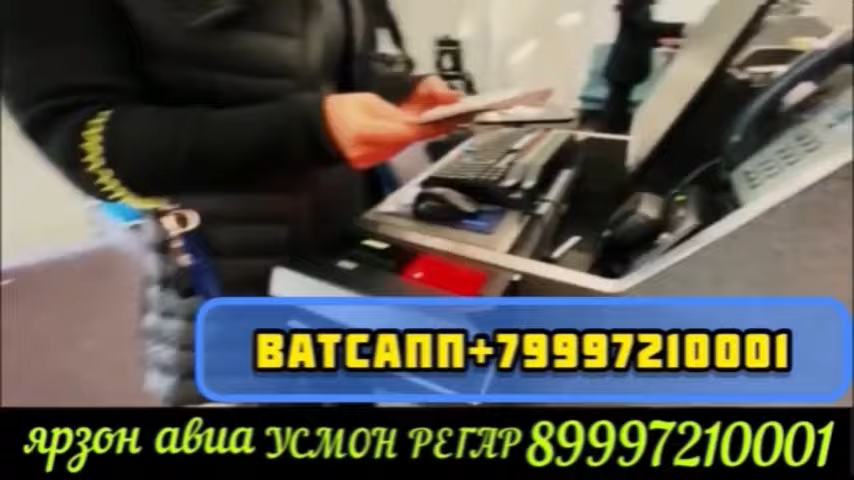 ВАТСАПП+79997210001
ярзон авиа УСМОН РЕГАР 89997210001